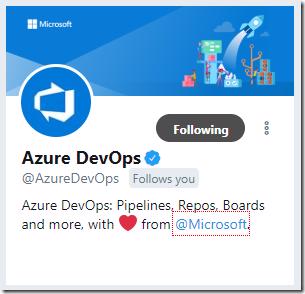 Microsoft
Following
Azure DevOps
@AzureDevOps Follows you
Azure DevOps: Pipelines, Repos, Boards
and more, with ❤ from @Microsoft.